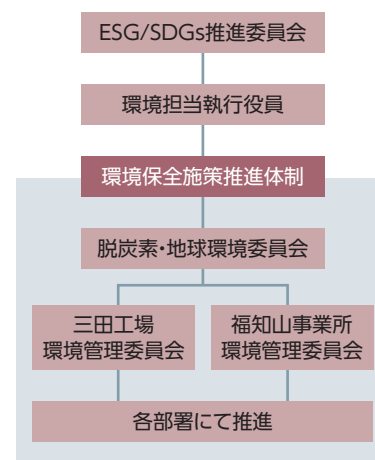 ESG/SDGs推進委員会
環境担当執行役員
環境保全施策推進体制
脱炭素・地球環境委員会
三田工場
環境管理委員会
福知山事業所
環境管理委員会
各部署にて推進